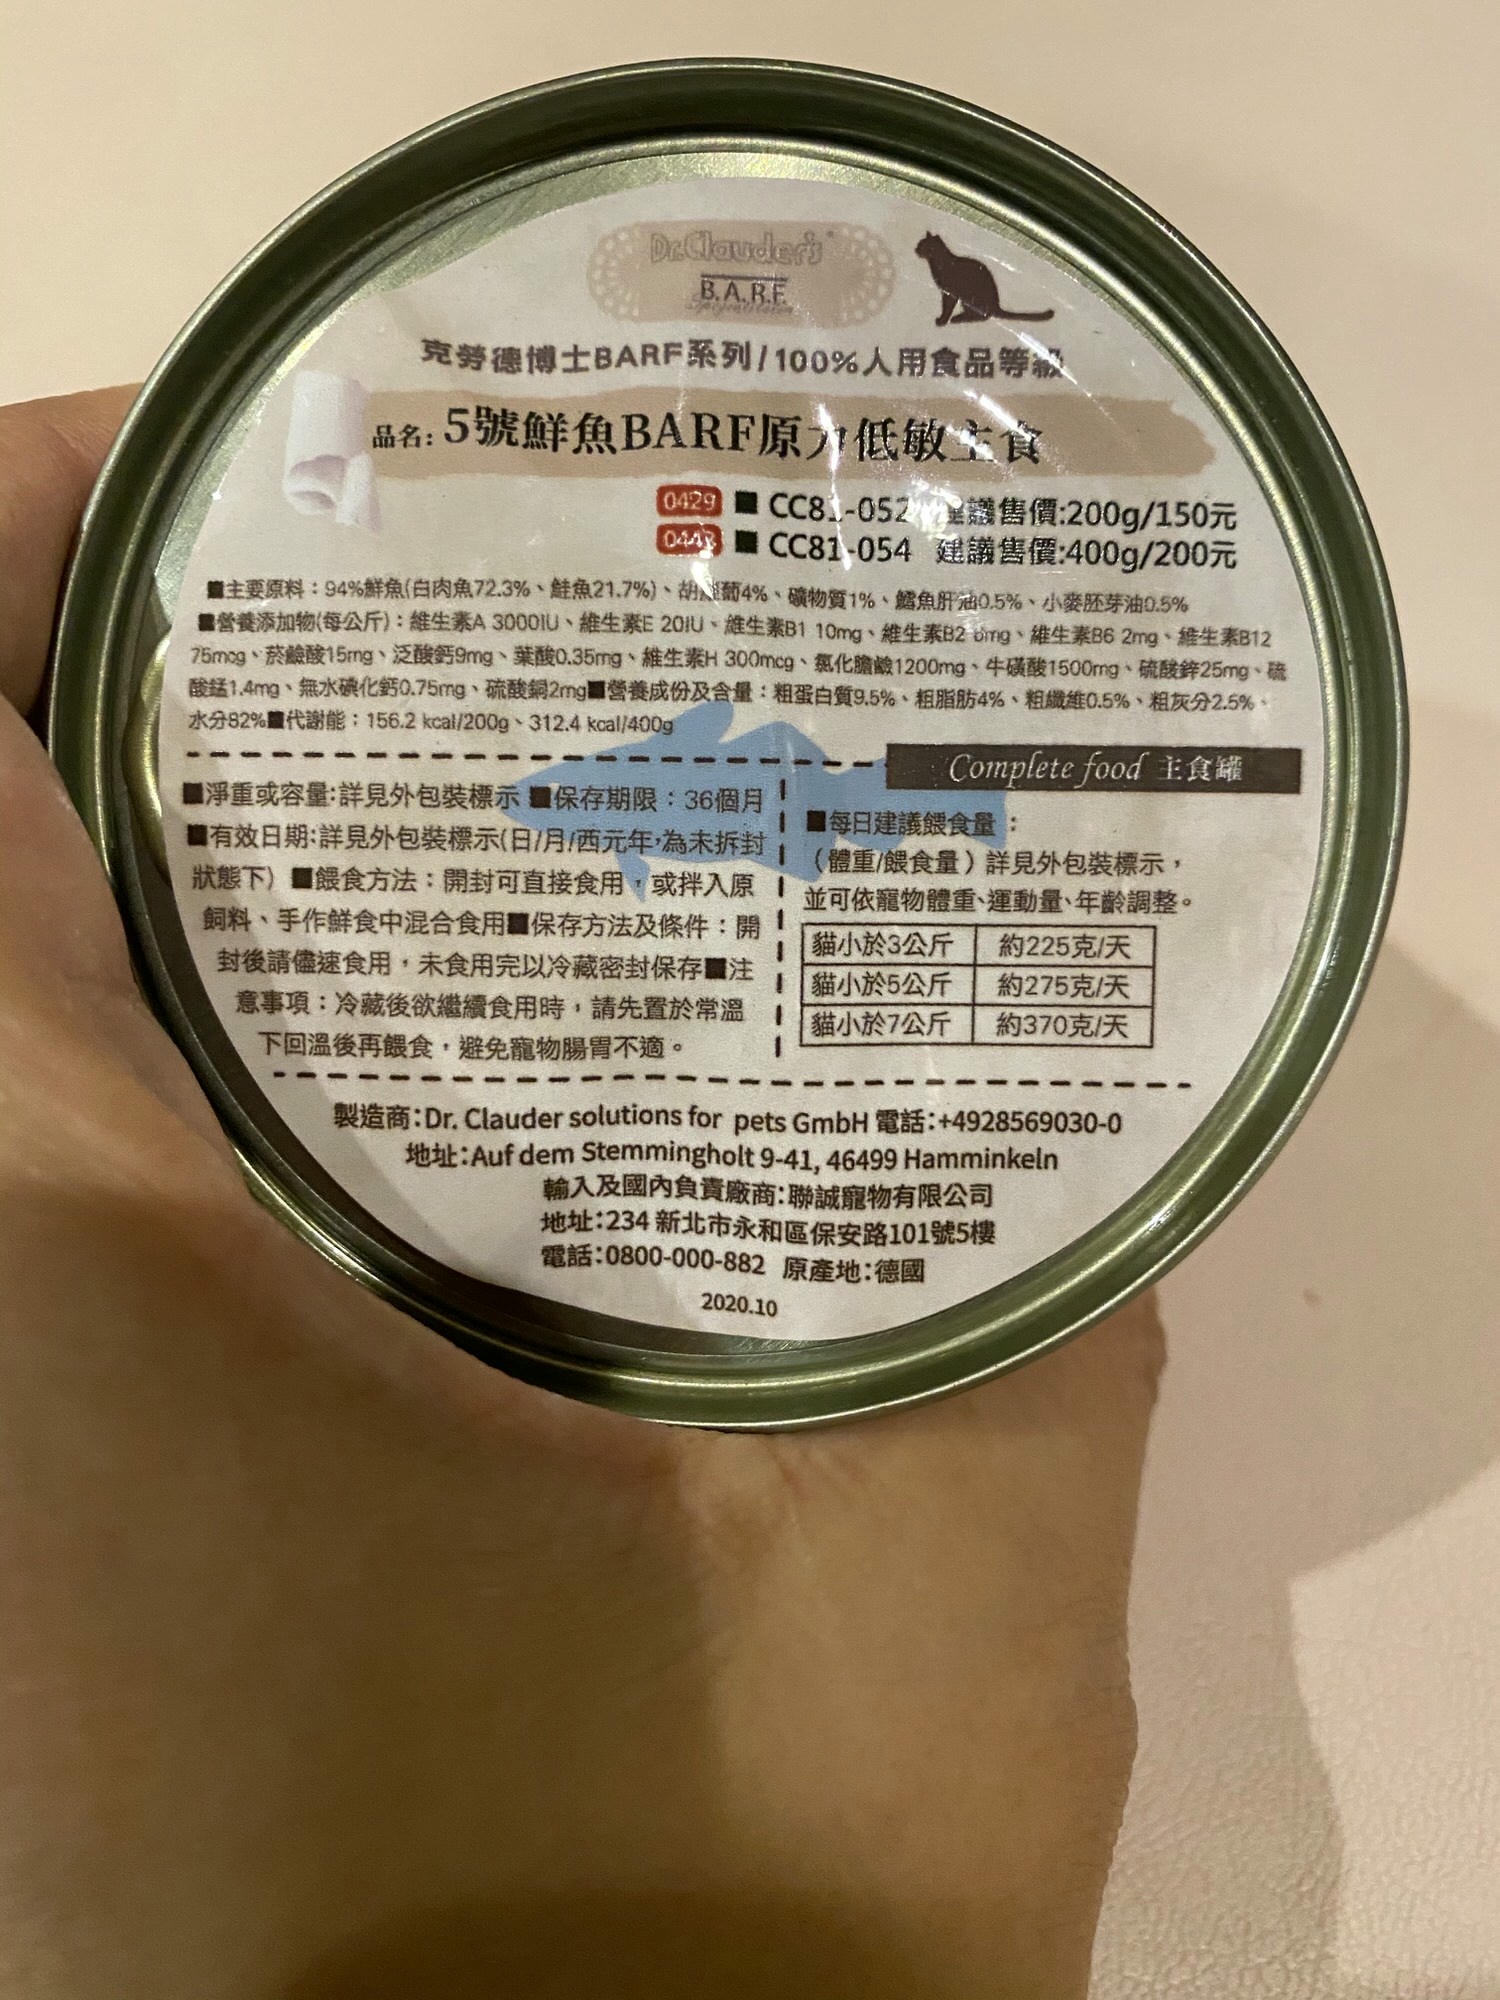 Dr.Clauder's
B.A.R.F.
克勞德博士BARF系列/100%人用食品等級
品名: 5號鮮魚BARF原力低敏主食
0429 ■ CC81-052 建議售價:200g/150元
0443 ■ CC81-054 建議售價:400g/200元
■主要原料：94%鮮魚(白肉魚72.3%、鮭魚21.7%)、胡蘿蔔4%、礦物質1%、鱈魚肝油0.5%、小麥胚芽油0.5%
■營養添加物(每公斤)：維生素A 3000IU、維生素E 20IU、維生素B1 10mg、維生素B2 6mg、維生素B6 2mg、維生素B12
75mcg、菸鹼酸15mg、泛酸鈣9mg、葉酸0.35mg、維生素H 300mcg、氯化膽鹼1200mg、牛磺酸1500mg、硫酸鋅25mg、硫
酸錳1.4mg、無水碘化鈣0.75mg、硫酸銅2mg■營養成份及含量：粗蛋白質9.5%、粗脂肪4%、粗纖維0.5%、粗灰分2.5%、
水分82%■代謝能：156.2 kcal/200g、312.4 kcal/400g
■淨重或容量:詳見外包裝標示 ■保存期限：36個月
■有效日期:詳見外包裝標示(日/月/西元年,為未拆封
狀態下) ■餵食方法：開封可直接食用，或拌入原
飼料、手作鮮食中混合食用■保存方法及條件：開
封後請儘速食用，未食用完以冷藏密封保存■注
意事項：冷藏後欲繼續食用時，請先置於常溫
下回溫後再餵食，避免寵物腸胃不適。
Complete food 主食罐
■每日建議餵食量：
（體重/餵食量）詳見外包裝標示，
並可依寵物體重、運動量、年齡調整。
貓小於3公斤 約225克/天
貓小於5公斤 約275克/天
貓小於7公斤 約370克/天
製造商:Dr. Clauder solutions for pets GmbH 電話:+4928569030-0
地址:Auf dem Stemmingholt 9-41, 46499 Hamminkeln
輸入及國內負責廠商:聯誠寵物有限公司
地址:234 新北市永和區保安路101號5樓
電話:0800-000-882 原產地:德國
2020.10